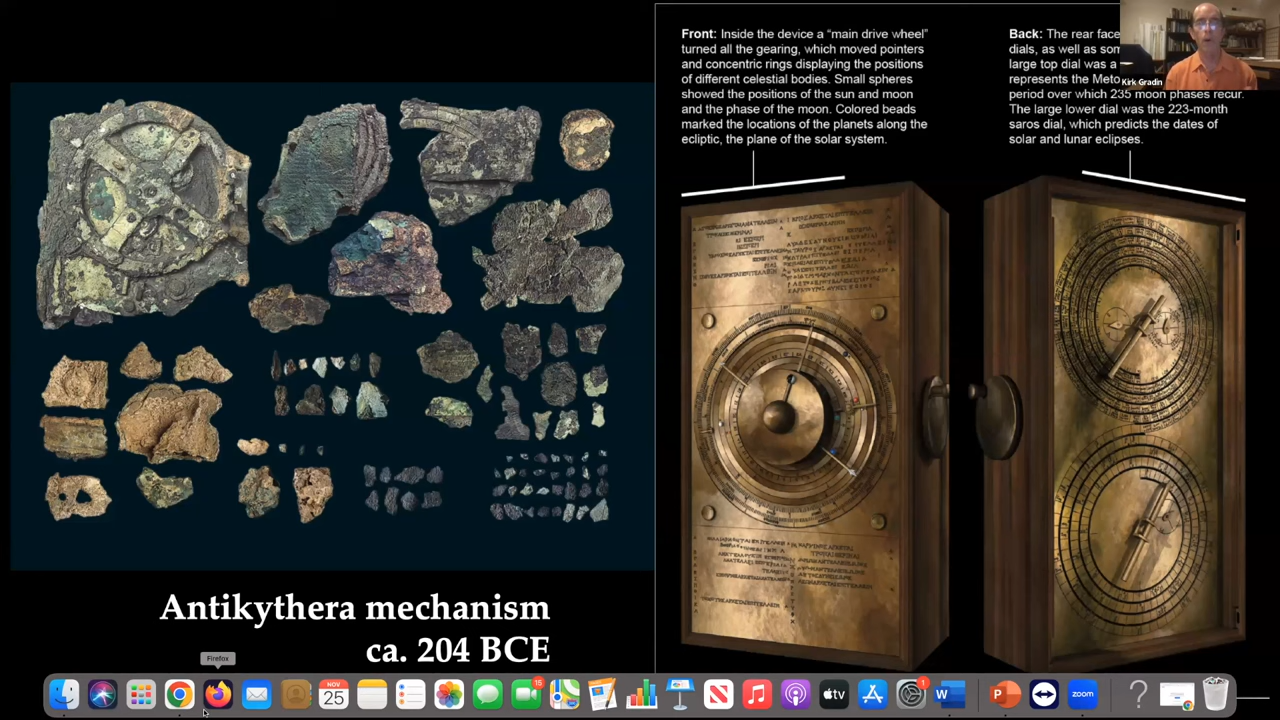 Front: Inside the device a “main drive wheel”
turned all the gearing, which moved pointers
and concentric rings displaying the positions
of different celestial bodies. Small spheres
showed the positions of the sun and moon
and the phase of the moon. Colored beads
marked the locations of the planets along the
ecliptic, the plane of the solar system.
Back: The rear face
dials, as well as
large top dial was a
represents the
period over which 235 moon phases recur.
The large lower dial was the 223-month
saros dial, which predicts the dates of
solar and lunar eclipses.
Kirk Gradin
Antikythera mechanism
ca. 204 BCE
Firefox
NOV
25
15
tv
1
W
P
zoom
?